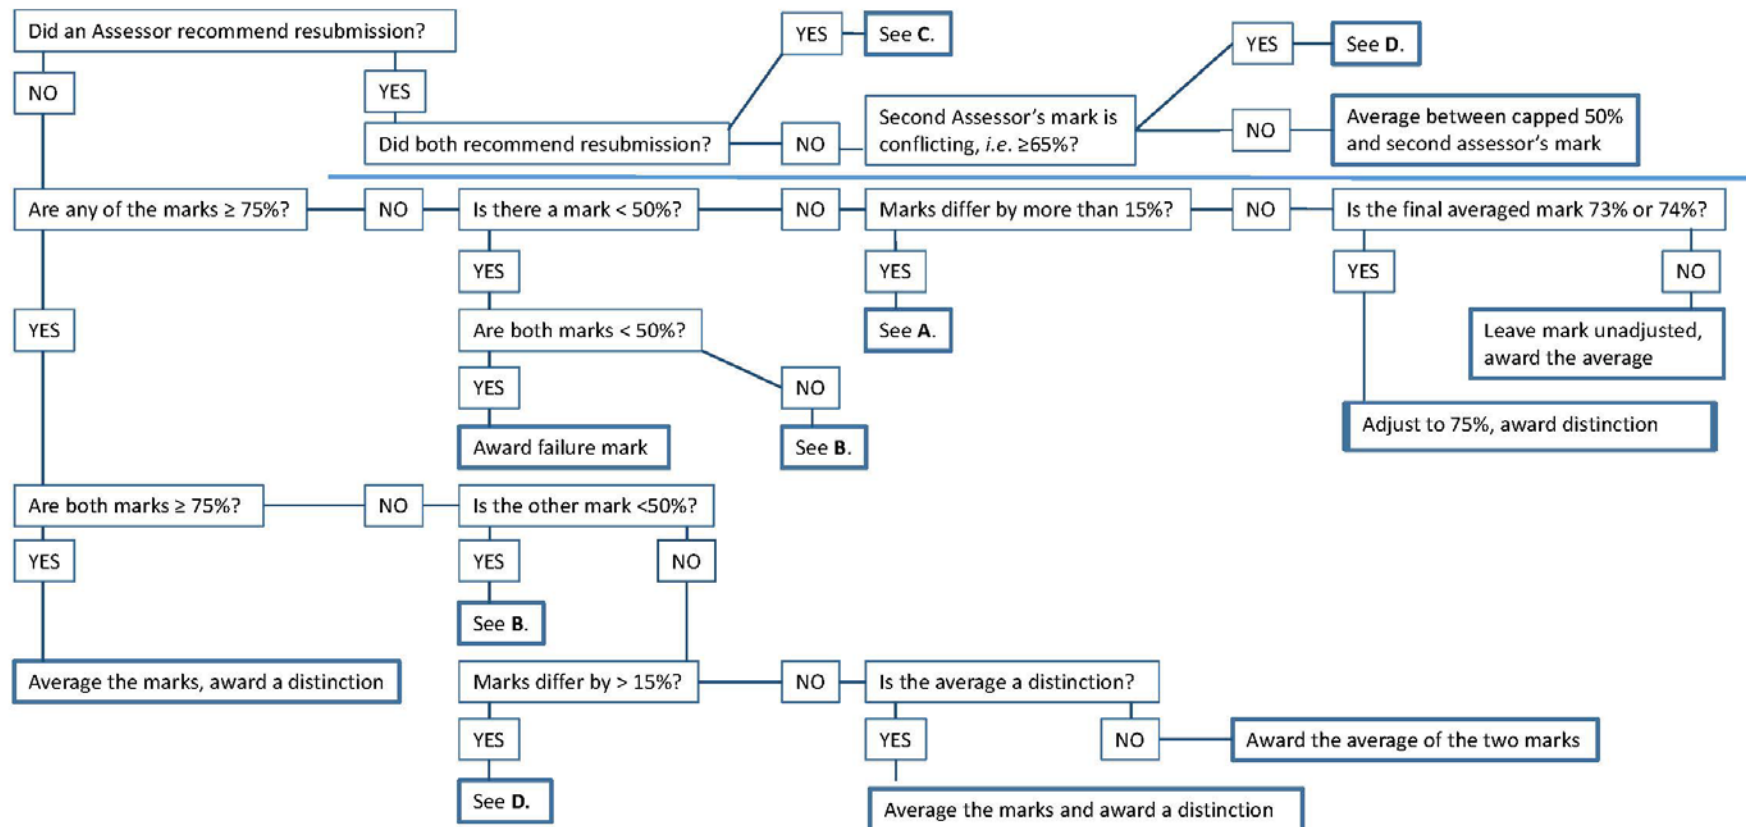 Did an Assessor recommend resubmission?
YES
See C.
YES
See D.
NO
YES
Second Assessor’s mark is
conflicting, i.e. ≥65%?
NO
Average between capped 50%
and second assessor’s mark
Did both recommend resubmission?
NO
Are any of the marks ≥ 75%?
NO
Is there a mark < 50%?
NO
Marks differ by more than 15%?
NO
Is the final averaged mark 73% or 74%?
YES
YES
YES
NO
YES
Are both marks < 50%?
See A.
Leave mark unadjusted,
award the average
YES
NO
Adjust to 75%, award distinction
Award failure mark
See B.
Are both marks ≥ 75%?
NO
Is the other mark <50%?
YES
YES
NO
See B.
Average the marks, award a distinction
Marks differ by > 15%?
NO
Is the average a distinction?
YES
YES
NO
Award the average of the two marks
See D.
Average the marks and award a distinction